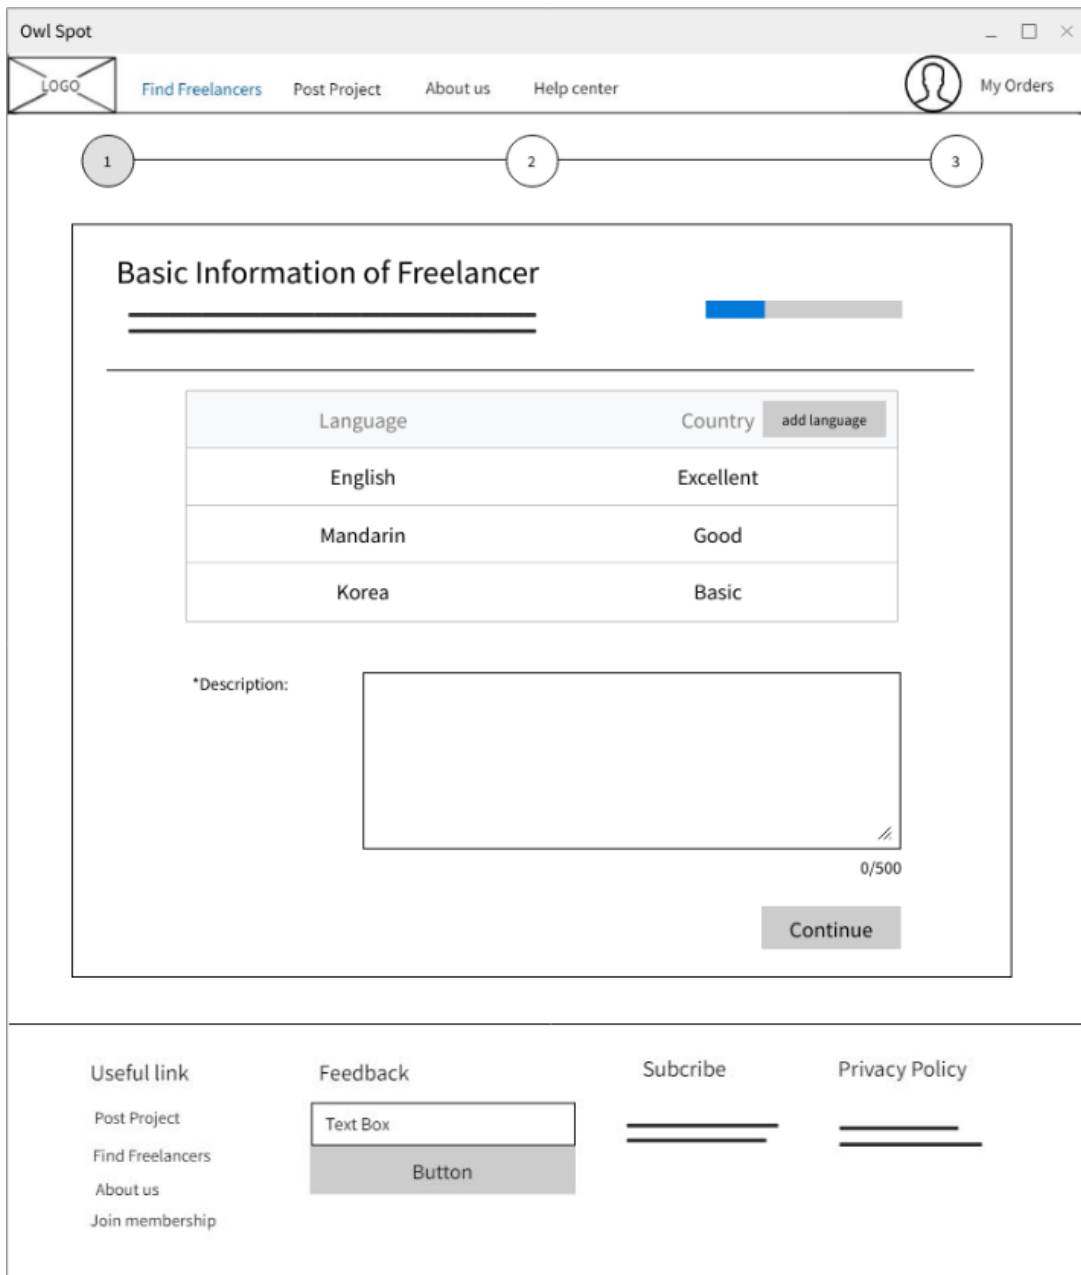 Owl Spot
LOGO Find Freelancers Post Project About us Help center My Orders
1 2 3
Basic Information of Freelancer
Language Country add language
English Excellent
Mandarin Good
Korea Basic
*Description:
0/500
Continue
Useful link
Post Project
Find Freelancers
About us
Join membership
Feedback
Text Box
Button
Subcribe
Privacy Policy